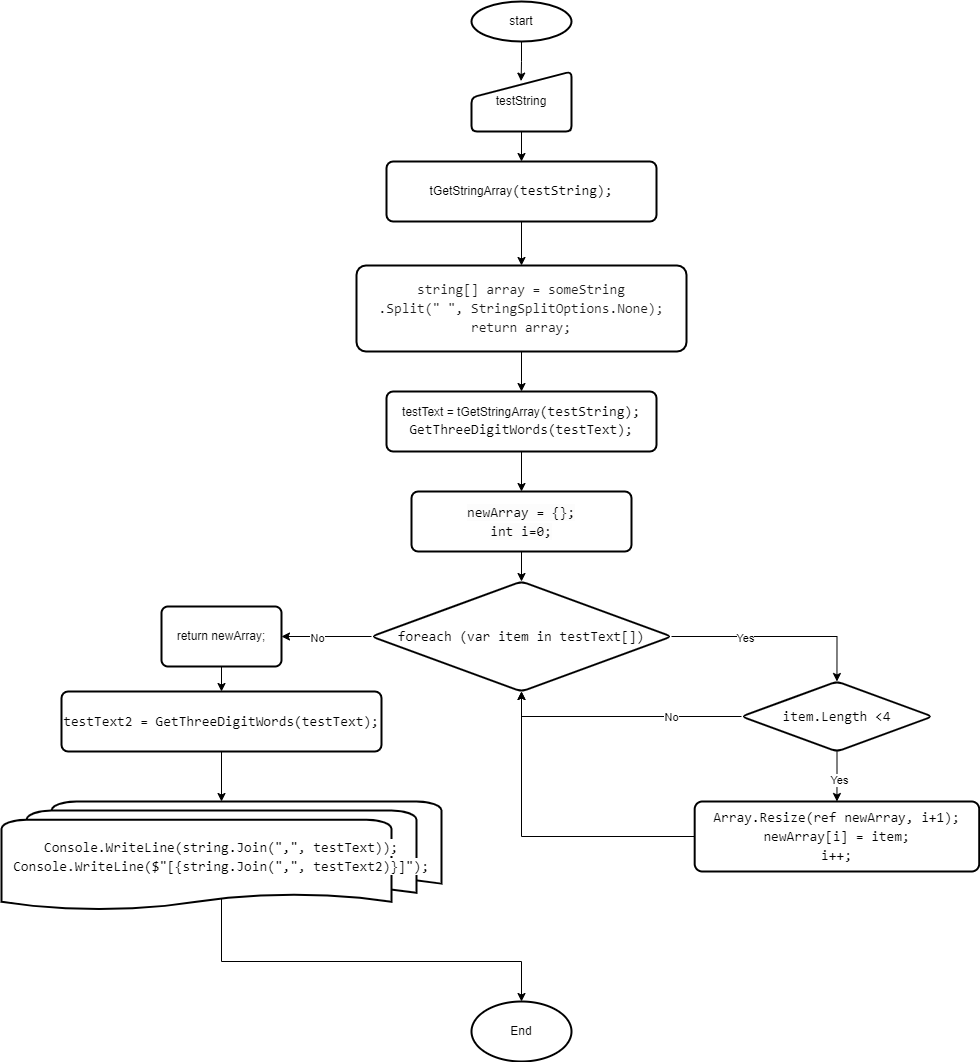 start
testString
tGetStringArray(testString);
string[] array = someString
.Split(" ", StringSplitOptions.None);
return array;
testText = tGetStringArray(testString);
GetThreeDigitWords(testText);
newArray = {};
int i=0;
foreach (var item in testText[])
No
Yes
return newArray;
testText2 = GetThreeDigitWords(testText);
item.Length <4
No
Yes
Array.Resize(ref newArray, i+1);
newArray[i] = item;
i++;
Console.WriteLine(string.Join(",", testText));
Console.WriteLine($"[{string.Join(",", testText2)}]");
End